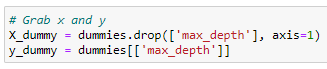 # Grab x and y
X_dummy = dummies.drop(['max_depth'], axis=1)
y_dummy = dummies[['max_depth']]